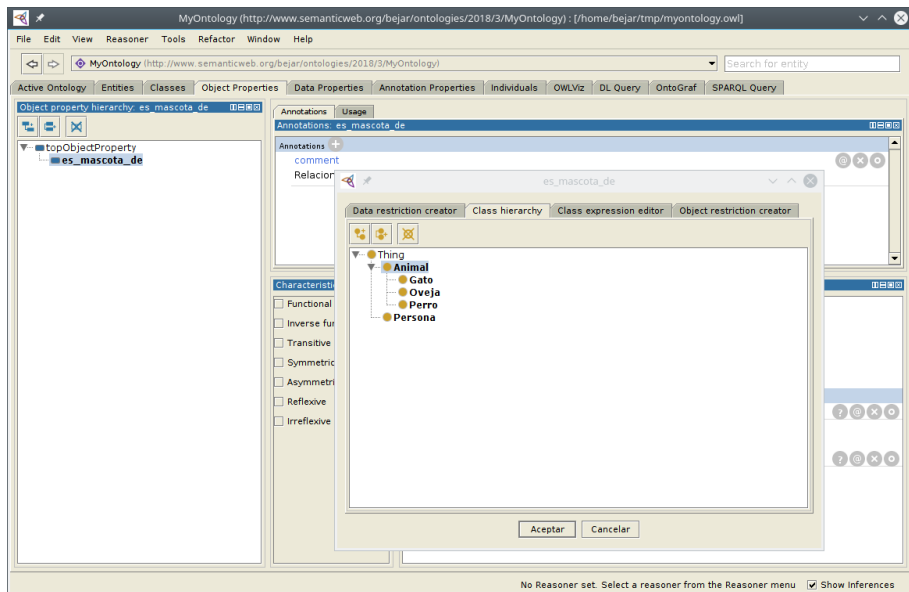 MyOntology (http://www.semanticweb.org/bejar/ontologies/2018/3/MyOntology) : [/home/bejar/tmp/myontology.owl]
File Edit View Reasoner Tools Refactor Window Help
MyOntology (http://www.semanticweb.org/bejar/ontologies/2018/3/MyOntology) Search for entity
Active Ontology Entities Classes Object Properties Data Properties Annotation Properties Individuals OWLViz DL Query OntoGraf SPARQL Query
Object property hierarchy: es_mascota_de
topObjectProperty
es_mascota_de
Annotations Usage
Annotations: es_mascota_de
Annotations
comment
Relacion
es_mascota_de
Data restriction creator Class hierarchy Class expression editor Object restriction creator
Thing
Animal
Gato
Oveja
Perro
Persona
Aceptar Cancelar
Characteristi
Functional
Inverse fu
Transitive
Symmetric
Asymmetri
Reflexive
Irreflexive
No Reasoner set. Select a reasoner from the Reasoner menu Show Inferences